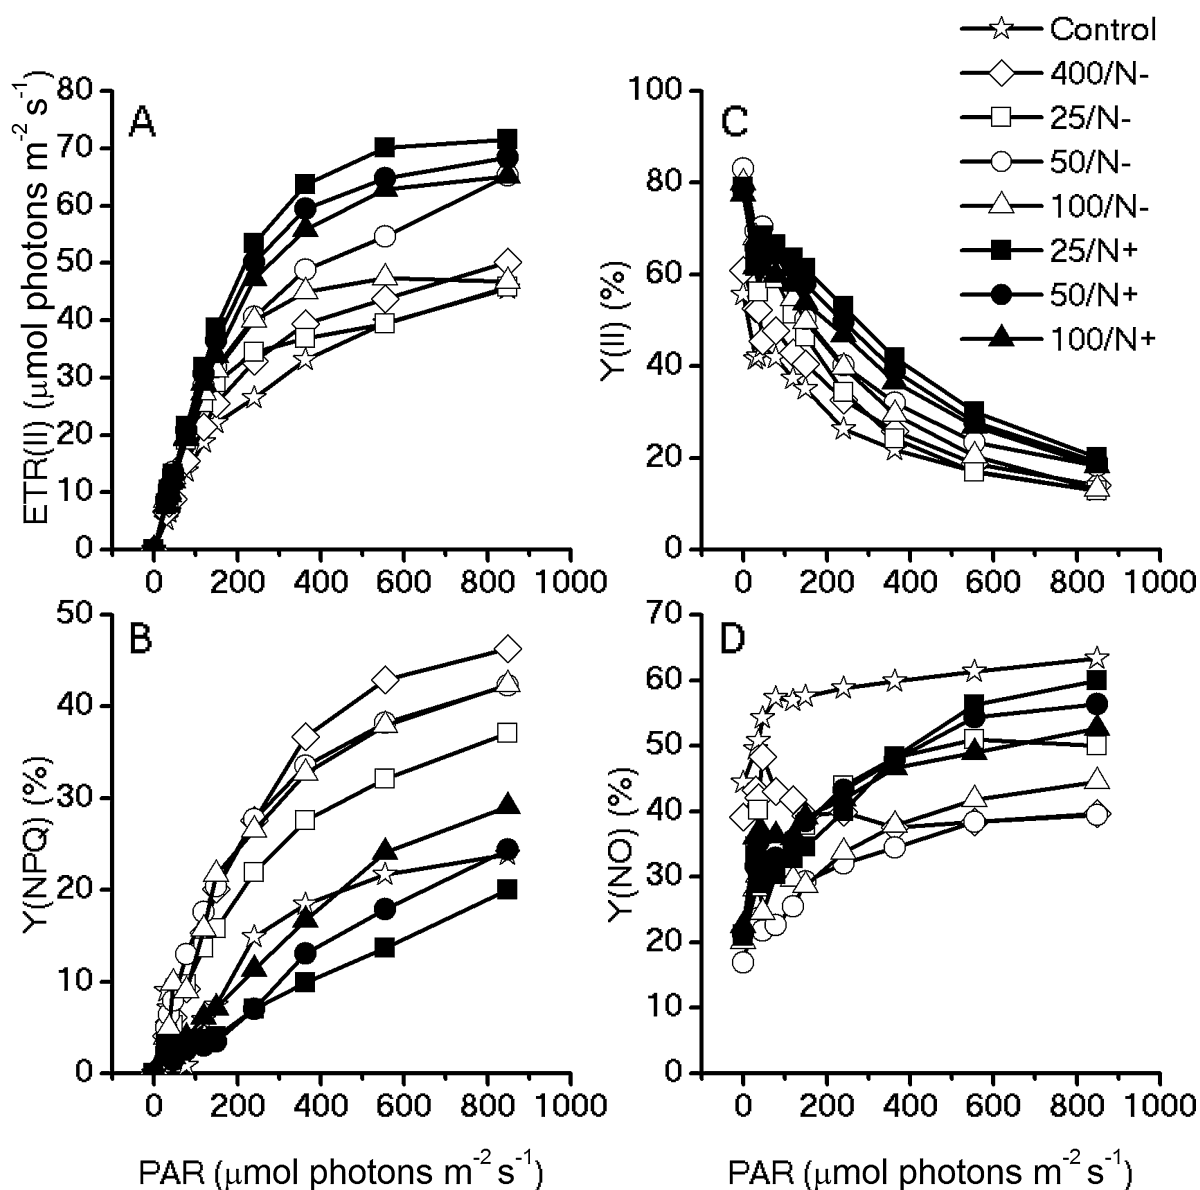 Control
400/N-
25/N-
50/N-
100/N-
25/N+
50/N+
100/N+
A
ETR(II) (μmol photons m⁻² s⁻¹)
80
70
60
50
40
30
20
10
0
0 200 400 600 800 1000
C
Y(II) (%)
100
80
60
40
20
0
0 200 400 600 800 1000
B
Y(NPQ) (%)
50
40
30
20
10
0
0 200 400 600 800 1000
PAR (μmol photons m⁻² s⁻¹)
D
Y(NO) (%)
70
60
50
40
30
20
10
0
0 200 400 600 800 1000
PAR (μmol photons m⁻² s⁻¹)